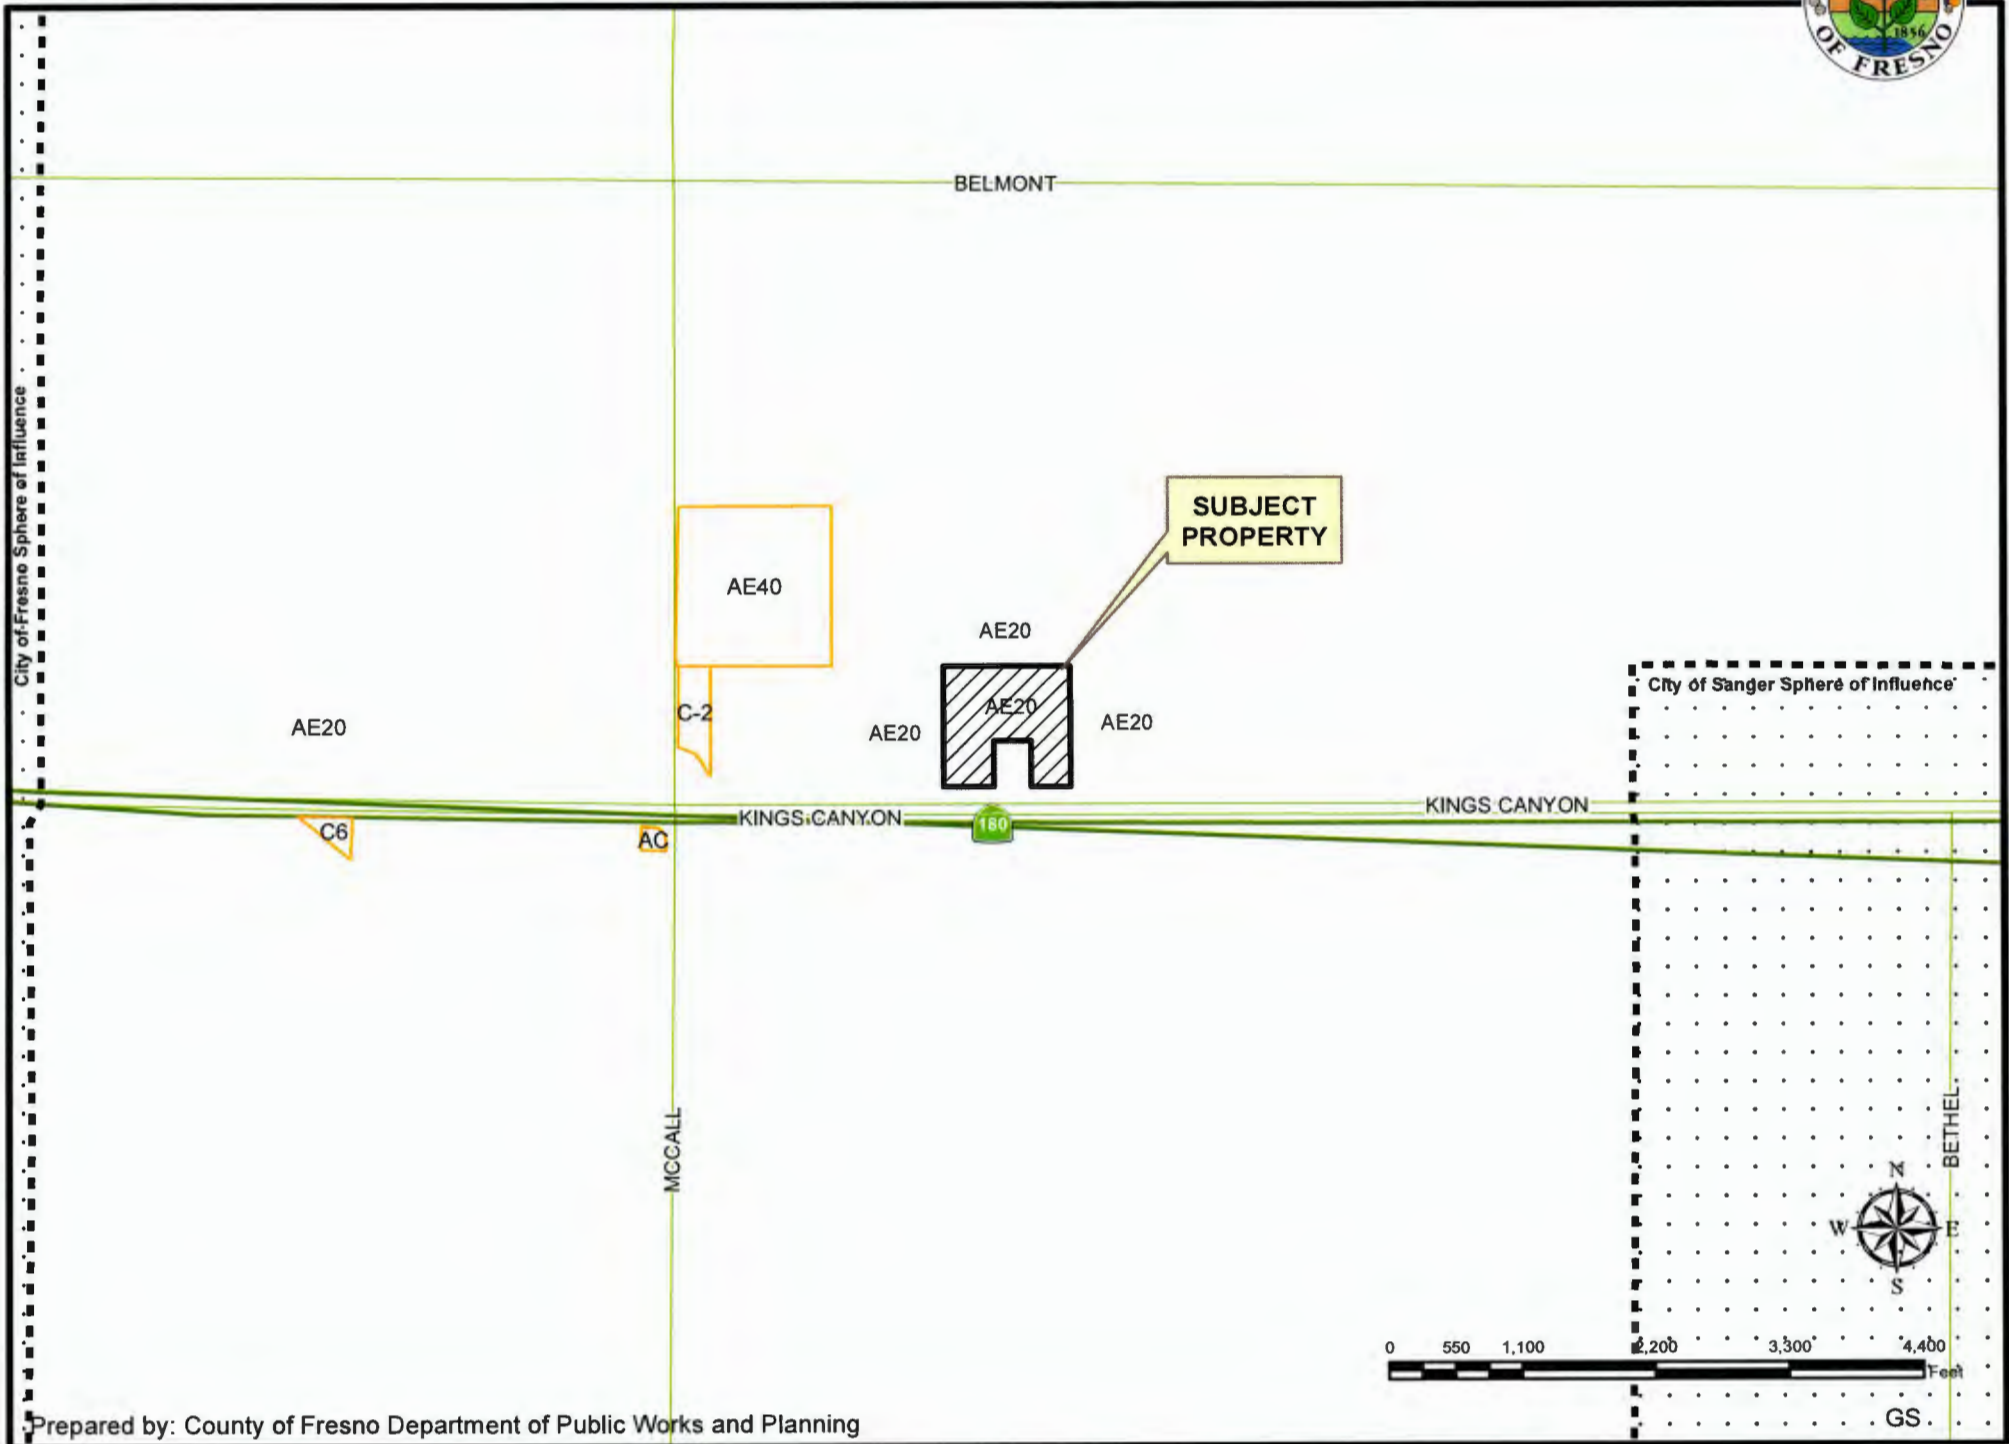 1856
OF FRESNO
BELMONT
City of Fresno Sphere of Influence
SUBJECT
PROPERTY
AE40
AE20
AE20
City of Sanger Sphere of Influence
C-2
AE20
AE20
AE20
KINGS CANYON
KINGS CANYON
180
C6
AC
MCCALL
BETHEL
N
W
E
S
0 550 1,100 2,200 3,300 4,400
Feet
GS
Prepared by: County of Fresno Department of Public Works and Planning